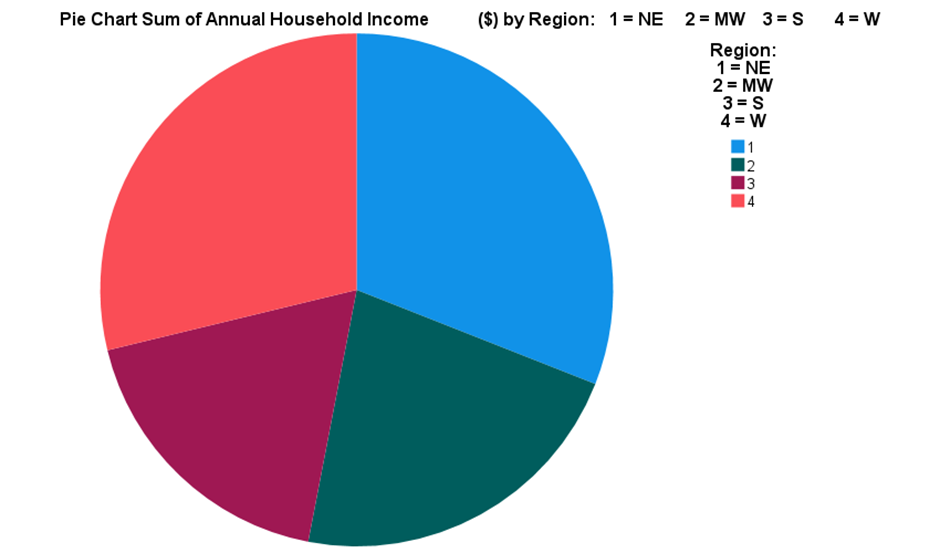 Pie Chart Sum of Annual Household Income ($) by Region: 1 = NE 2 = MW 3 = S 4 = W
Region:
1 = NE
2 = MW
3 = S
4 = W
1
2
3
4